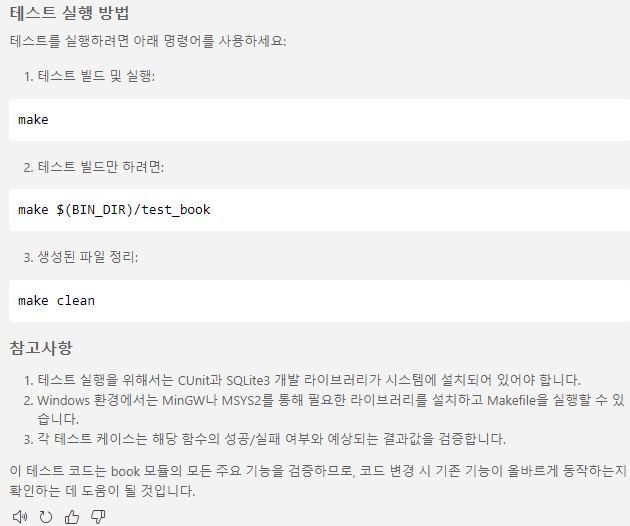 테스트 실행 방법
테스트를 실행하려면 아래 명령어를 사용하세요:
1. 테스트 빌드 및 실행:
make
2. 테스트 빌드만 하려면:
make $(BIN_DIR)/test_book
3. 생성된 파일 정리:
make clean
참고사항
1. 테스트 실행을 위해서는 CUnit과 SQLite3 개발 라이브러리가 시스템에 설치되어 있어야 합니다.
2. Windows 환경에서는 MinGW나 MSYS2를 통해 필요한 라이브러리를 설치하고 Makefile을 실행할 수 있
습니다.
3. 각 테스트 케이스는 해당 함수의 성공/실패 여부와 예상되는 결과값을 검증합니다.
이 테스트 코드는 book 모듈의 모든 주요 기능을 검증하므로, 코드 변경 시 기존 기능이 올바르게 동작하는지
확인하는 데 도움이 될 것입니다.